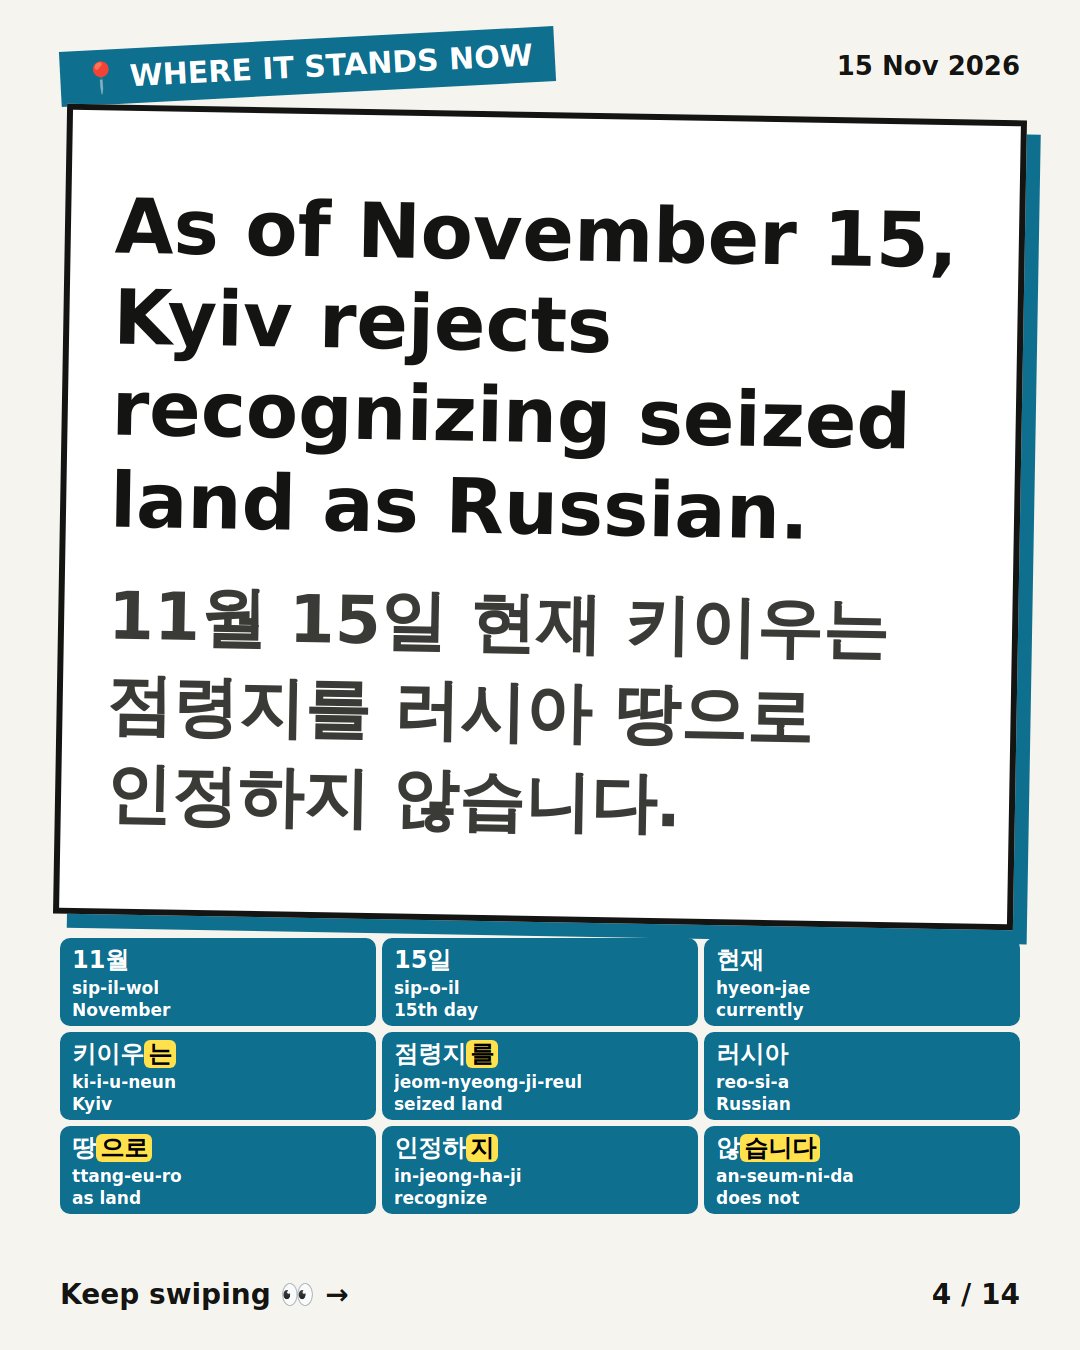 📍 WHERE IT STANDS NOW
15 Nov 2026
As of November 15,
Kyiv rejects
recognizing seized
land as Russian.
11월 15일 현재 키이우는
점령지를 러시아 땅으로
인정하지 않습니다.
11월
sip-il-wol
November
15일
sip-o-il
15th day
현재
hyeon-jae
currently
키이우는
ki-i-u-neun
Kyiv
점령지를
jeom-nyeong-ji-reul
seized land
러시아
reo-si-a
Russian
땅으로
ttang-eu-ro
as land
인정하지
in-jeong-ha-ji
recognize
않습니다
an-seum-ni-da
does not
Keep swiping 👀 →
4 / 14